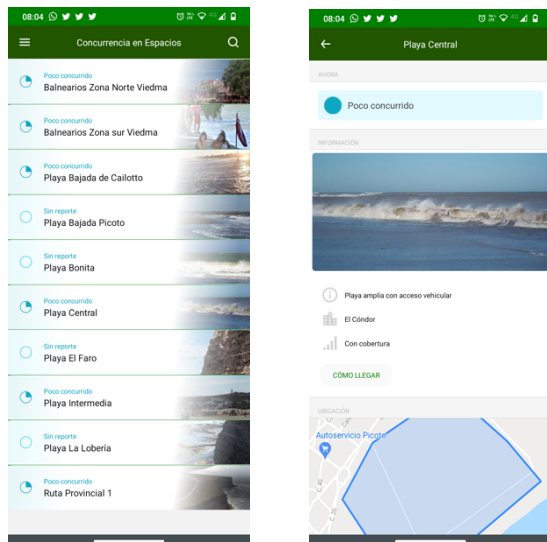 08:04
Concurrencia en Espacios
Poco concurrido
Balnearios Zona Norte Viedma
Poco concurrido
Balnearios Zona sur Viedma
Poco concurrido
Playa Bajada de Cailotto
Sin reporte
Playa Bajada Picoto
Sin reporte
Playa Bonita
Poco concurrido
Playa Central
Sin reporte
Playa El Faro
Poco concurrido
Playa Intermedia
Sin reporte
Playa La Lobería
Poco concurrido
Ruta Provincial 1
08:04
Playa Central
AHORA
Poco concurrido
INFORMACIÓN
Playa amplia con acceso vehicular
El Cóndor
Con cobertura
CÓMO LLEGAR
UBICACIÓN
Autoservicio Picoto
C. 40
C. 20